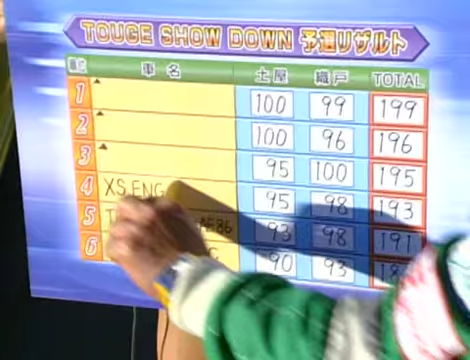 TOUGE SHOW DOWN 予選リザルト
順位 車名 土屋 織戸 TOTAL
1 100 99 199
2 100 96 196
3 95 100 195
4 XS ENG 95 98 193
5 T 86 93 98 191
6 C 90 93